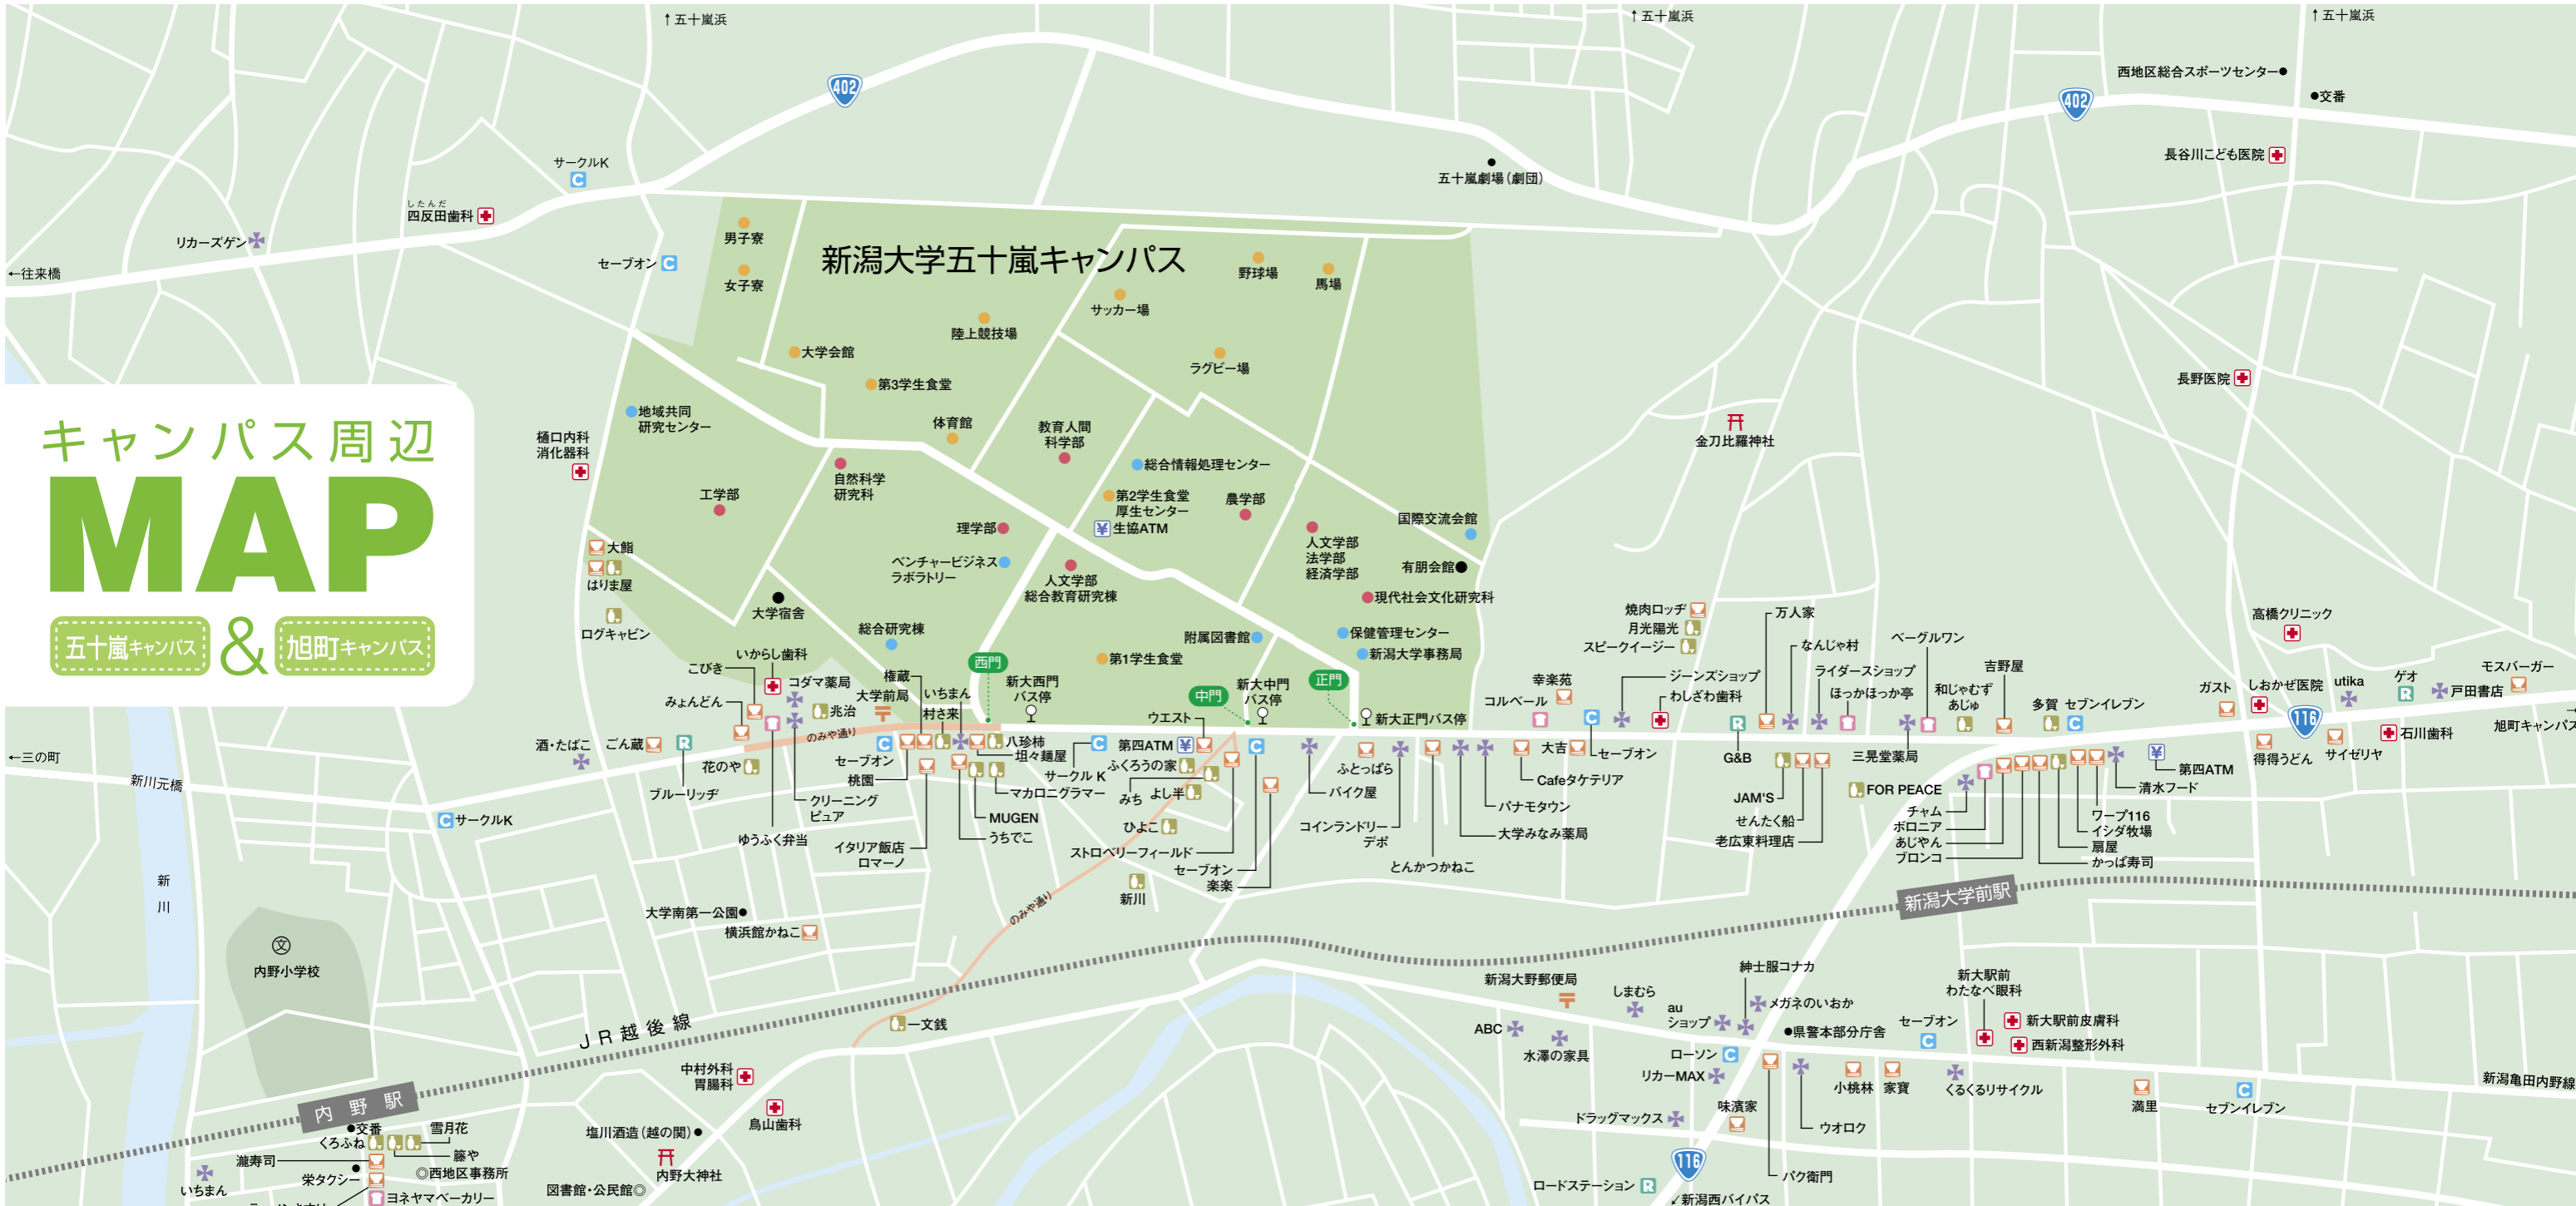 ↑五十嵐浜
↑五十嵐浜
↑五十嵐浜
402
402
西地区総合スポーツセンター
交番
長谷川こども医院
五十嵐劇場(劇団)
サークルK
したんだ
四反田歯科
リカーズゲン
←往来橋
セーブオン
新潟大学五十嵐キャンパス
男子寮
女子寮
野球場
馬場
サッカー場
陸上競技場
大学会館
ラグビー場
第3学生食堂
長野医院
キャンパス周辺
MAP
五十嵐キャンパス
&
旭町キャンパス
地域共同
研究センター
体育館
教育人間
科学部
金刀比羅神社
樋口内科
消化器科
総合情報処理センター
自然科学
研究科
工学部
第2学生食堂
厚生センター
生協ATM
農学部
理学部
国際交流会館
人文学部
法学部
経済学部
大鮨
はりま屋
ベンチャービジネス
ラボラトリー
人文学部
総合教育研究棟
有朋会館
現代社会文化研究科
大学宿舎
ログキャビン
総合研究棟
附属図書館
保健管理センター
新潟大学事務局
第1学生食堂
焼肉ロッヂ
月光陽光
スピークイージー
万人家
なんじゃ村
ベーグルワン
高橋クリニック
いからし歯科
こびき
コダマ薬局
権蔵
大学前局
いちまん
西門
新大西門
バス停
中門
新大中門
バス停
正門
新大正門バス停
幸楽苑
コルベール
ジーンズショップ
わしざわ歯科
ライダースショップ
ほっかほっか亭
和じゃむず
あじゅ
吉野屋
多賀
セブンイレブン
ガスト
しおかぜ医院
utika
ゲオ
戸田書店
モスバーガー
みょんどん
兆治
村さ来
ウエスト
116
→
旭町キャンパス
石川歯科
←三の町
酒・たばこ
ごん蔵
のみや通り
八珍柿
坦々麺屋
第四ATM
ふくろうの家
大吉
セーブオン
G&B
三晃堂薬局
得得うどん
サイゼリヤ
新川元橋
花のや
セーブオン
桃園
サークル K
ふとっぱら
Cafeタケテリア
第四ATM
ブルーリッヂ
クリーニング
ピュア
マカロニグラマー
みち
よし半
バイク屋
パナモタウン
JAM'S
FOR PEACE
清水フード
サークルK
MUGEN
ひよこ
コインランドリー
デポ
大学みなみ薬局
せんたく船
チャム
ワープ116
ゆうふく弁当
うちでこ
老広東料理店
ボロニア
イシダ牧場
イタリア飯店
ロマーノ
ストロベリーフィールド
あじやん
扇屋
ブロンコ
かっぱ寿司
セーブオン
とんかつかねこ
楽楽
新川
新川
新潟大学前駅
のみや通り
大学南第一公園
横浜館かねこ
文
内野小学校
新潟大野郵便局
紳士服コナカ
新大駅前
わたなべ眼科
しまむら
メガネのいおか
一文銭
JR越後線
ABC
au
ショップ
県警本部分庁舎
セーブオン
新大駅前皮膚科
西新潟整形外科
水澤の家具
ローソン
中村外科
胃腸科
リカーMAX
小桃林
家寶
くるくるリサイクル
新潟亀田内野線
内野駅
鳥山歯科
ドラッグマックス
味濱家
満里
セブンイレブン
交番
雪月花
くろふね
籐や
塩川酒造(越の関)
ウオロク
瀧寿司
◎西地区事務所
内野大神社
116
パク衛門
いちまん
栄タクシー
図書館・公民館◎
ロードステーション
ヨネヤマベーカリー
↙新潟西バイパス